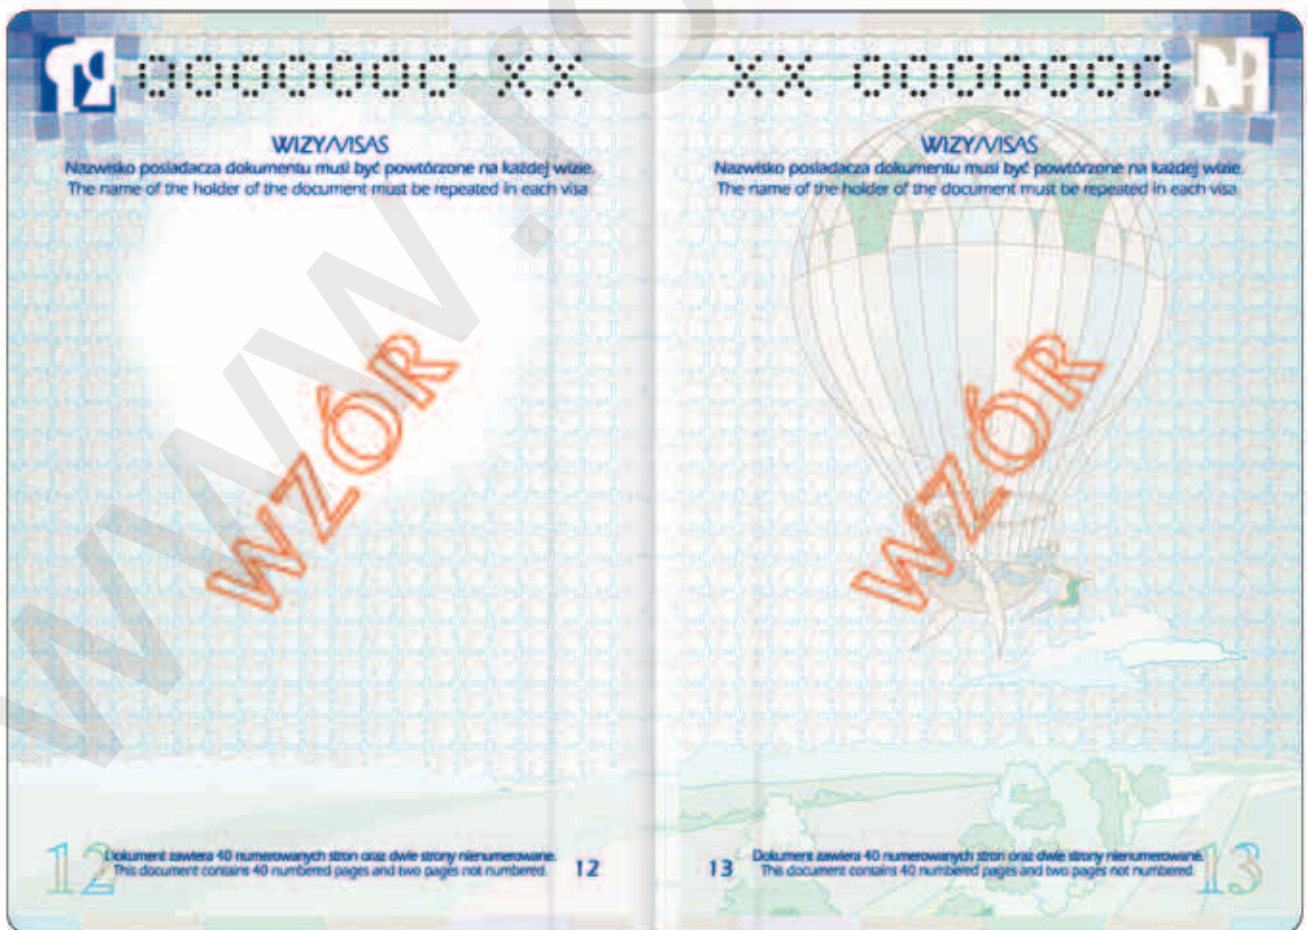 0000000 XX
WIZY/VISAS
Nazwisko posiadacza dokumentu musi być powtórzone na każdej wizie.
The name of the holder of the document must be repeated in each visa
WZÓR
12
Dokument zawiera 40 numerowanych stron oraz dwie strony nienumerowane.
This document contains 40 numbered pages and two pages not numbered.
12
XX 0000000
WIZY/VISAS
Nazwisko posiadacza dokumentu musi być powtórzone na każdej wizie.
The name of the holder of the document must be repeated in each visa
WZÓR
13
Dokument zawiera 40 numerowanych stron oraz dwie strony nienumerowane.
This document contains 40 numbered pages and two pages not numbered.
13